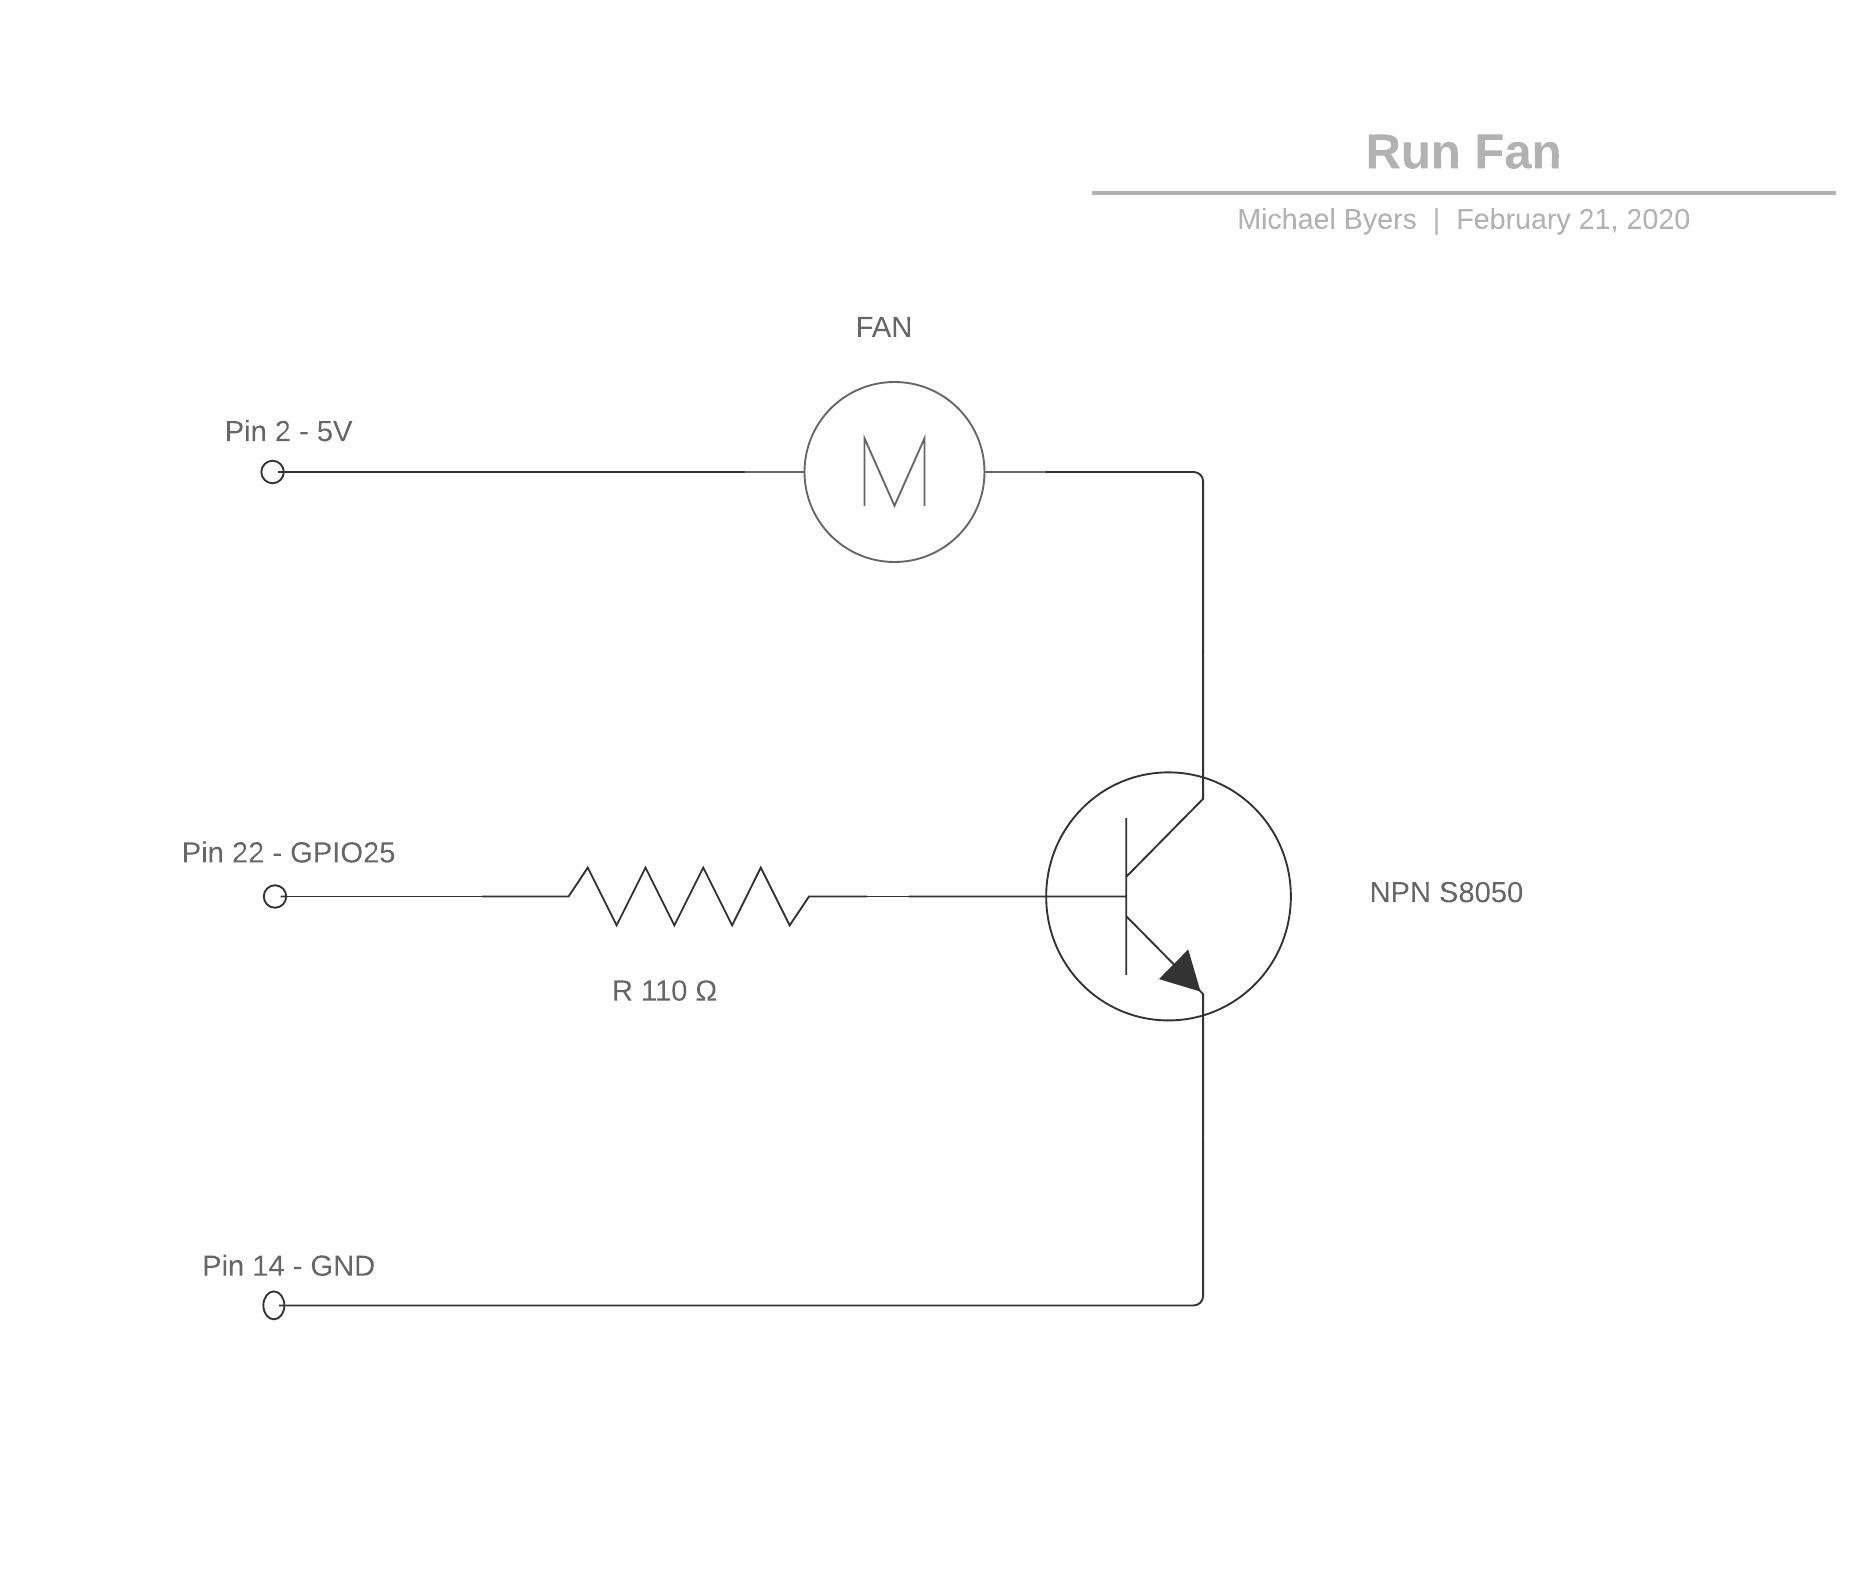 Run Fan
Michael Byers | February 21, 2020
FAN
Pin 2 - 5V
M
Pin 22 - GPIO25
NPN S8050
R 110 Ω
Pin 14 - GND